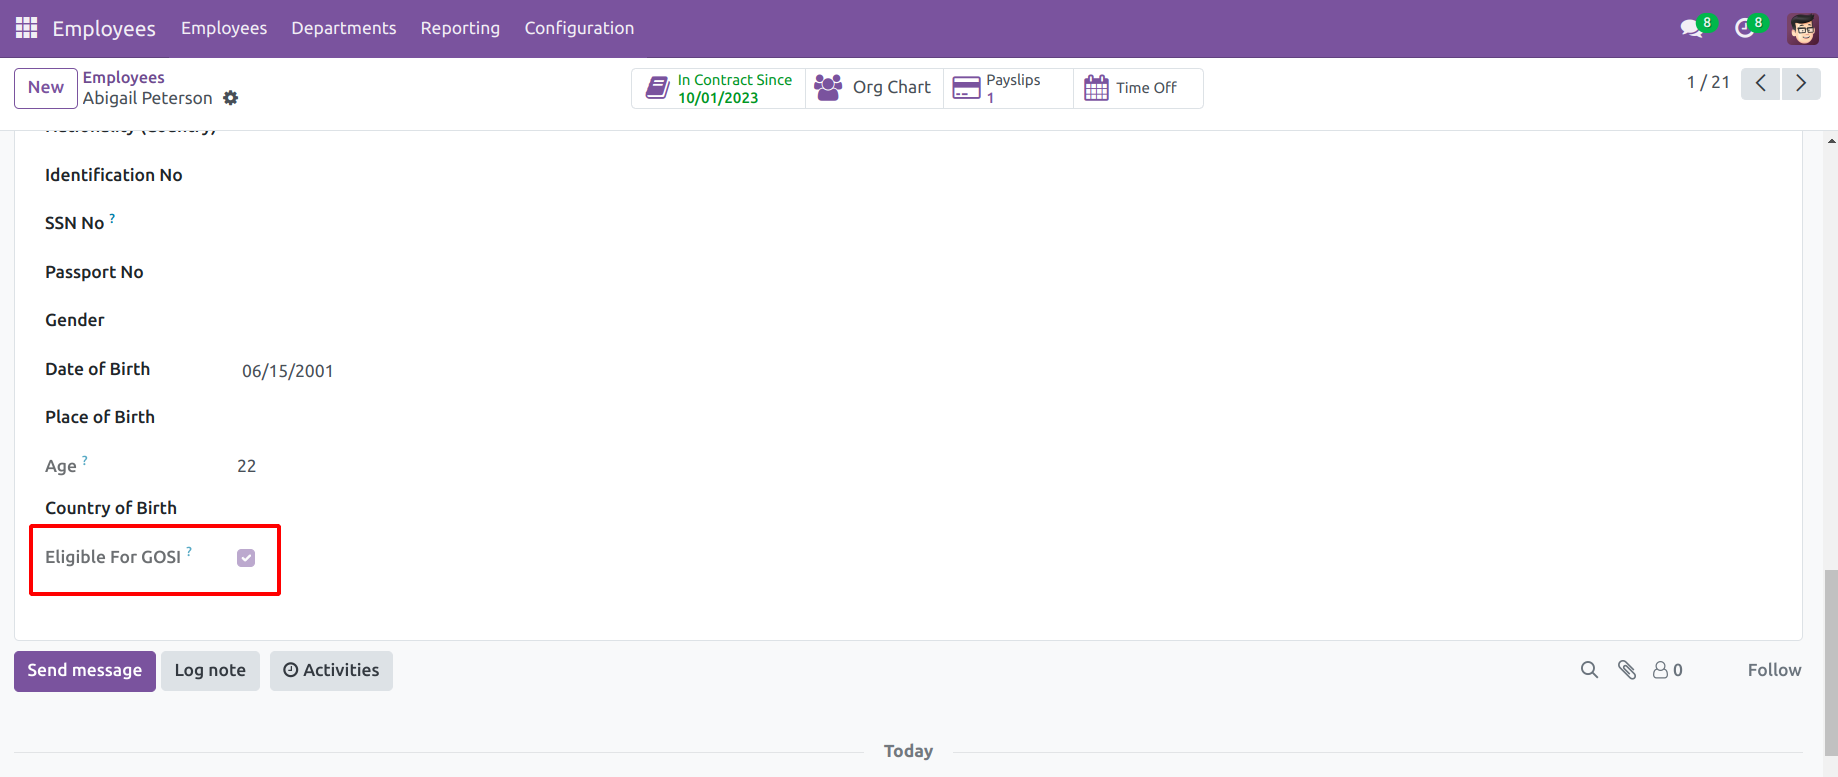 Employees Employees Departments Reporting Configuration 8 8
New Employees
Abigail Peterson
In Contract Since
10/01/2023
Org Chart
Payslips
1
Time Off
1 / 21
Nationality (Country)
Identification No
SSN No ?
Passport No
Gender
Date of Birth 06/15/2001
Place of Birth
Age ? 22
Country of Birth
Eligible For GOSI ?
Send message Log note Activities 0 Follow
Today